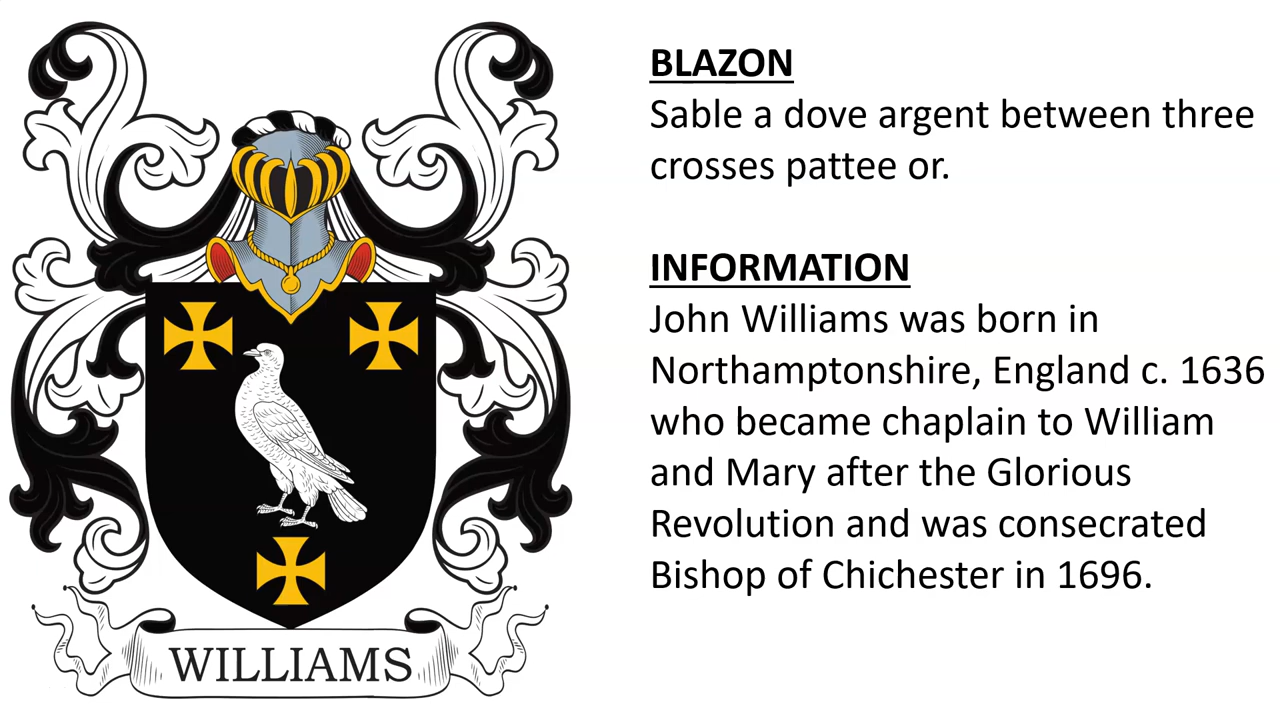 WILLIAMS
BLAZON
Sable a dove argent between three
crosses pattee or.
INFORMATION
John Williams was born in
Northamptonshire, England c. 1636
who became chaplain to William
and Mary after the Glorious
Revolution and was consecrated
Bishop of Chichester in 1696.